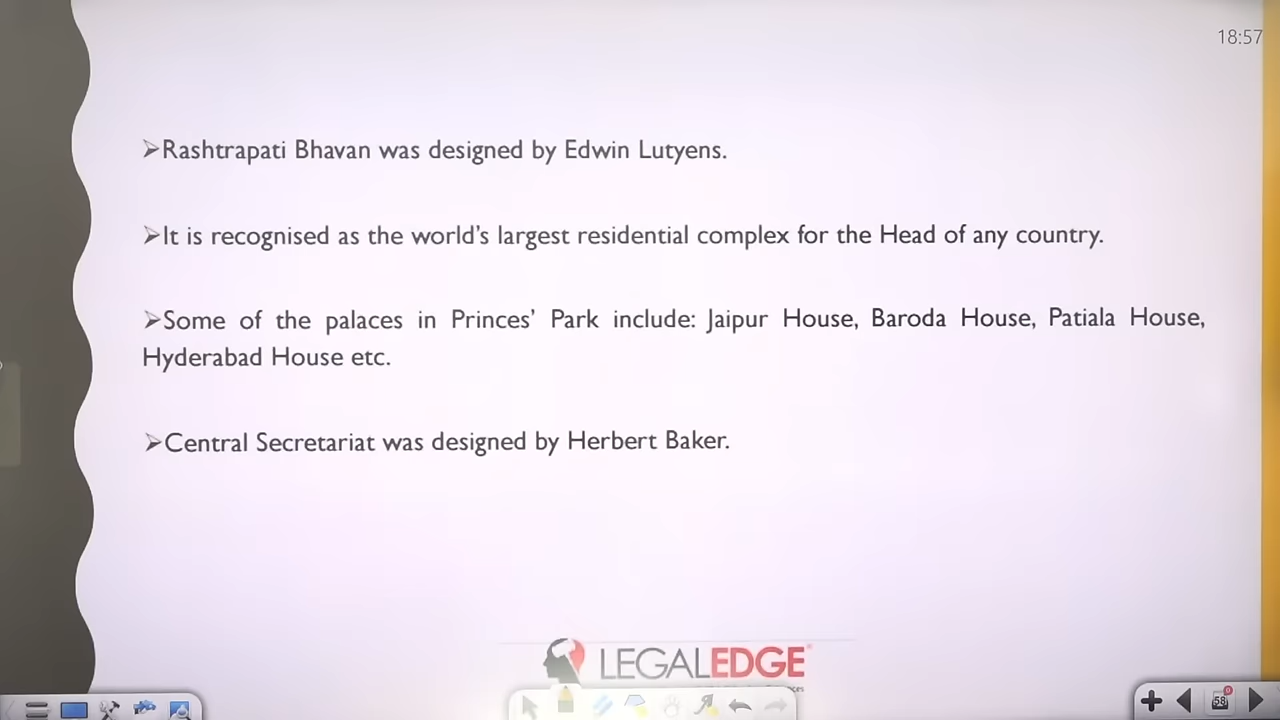 18:57
➢Rashtrapati Bhavan was designed by Edwin Lutyens.
➢It is recognised as the world's largest residential complex for the Head of any country.
➢Some of the palaces in Princes' Park include: Jaipur House, Baroda House, Patiala House,
Hyderabad House etc.
➢Central Secretariat was designed by Herbert Baker.
LEGALEDGE
58